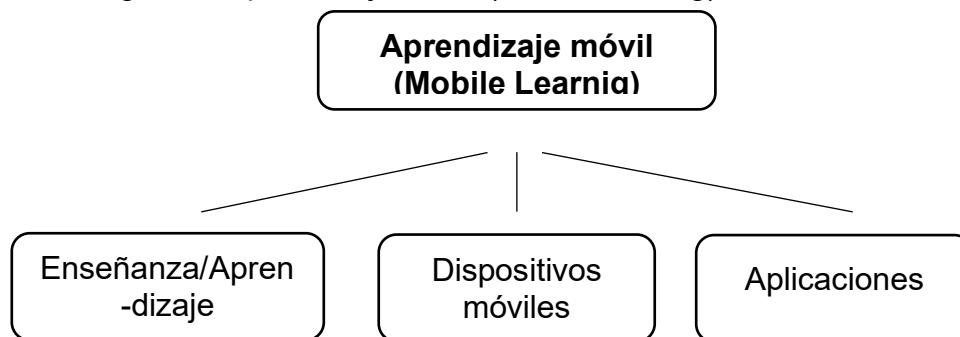 Aprendizaje móvil
(Mobile Learnig)
Enseñanza/Apren
-dizaje
Dispositivos
móviles
Aplicaciones